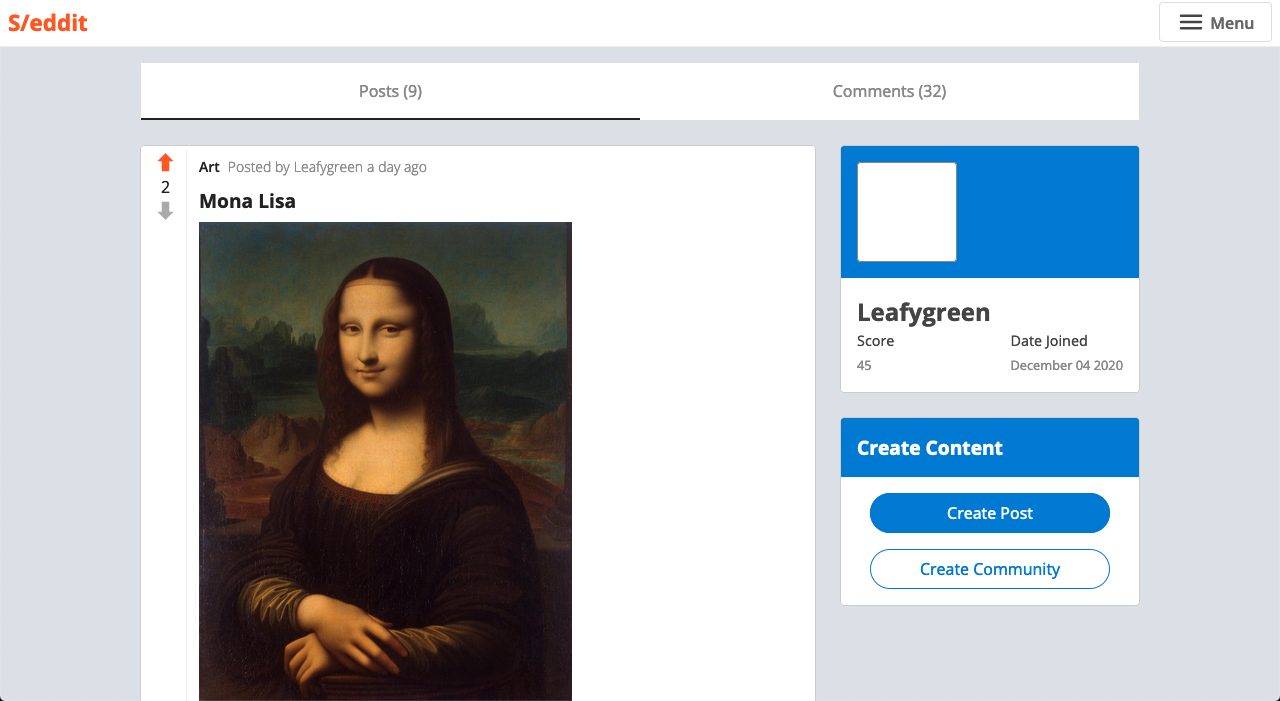 S/eddit
Menu
Posts (9)
Comments (32)
2
Art Posted by Leafygreen a day ago
Mona Lisa
Leafygreen
Score
45
Date Joined
December 04 2020
Create Content
Create Post
Create Community